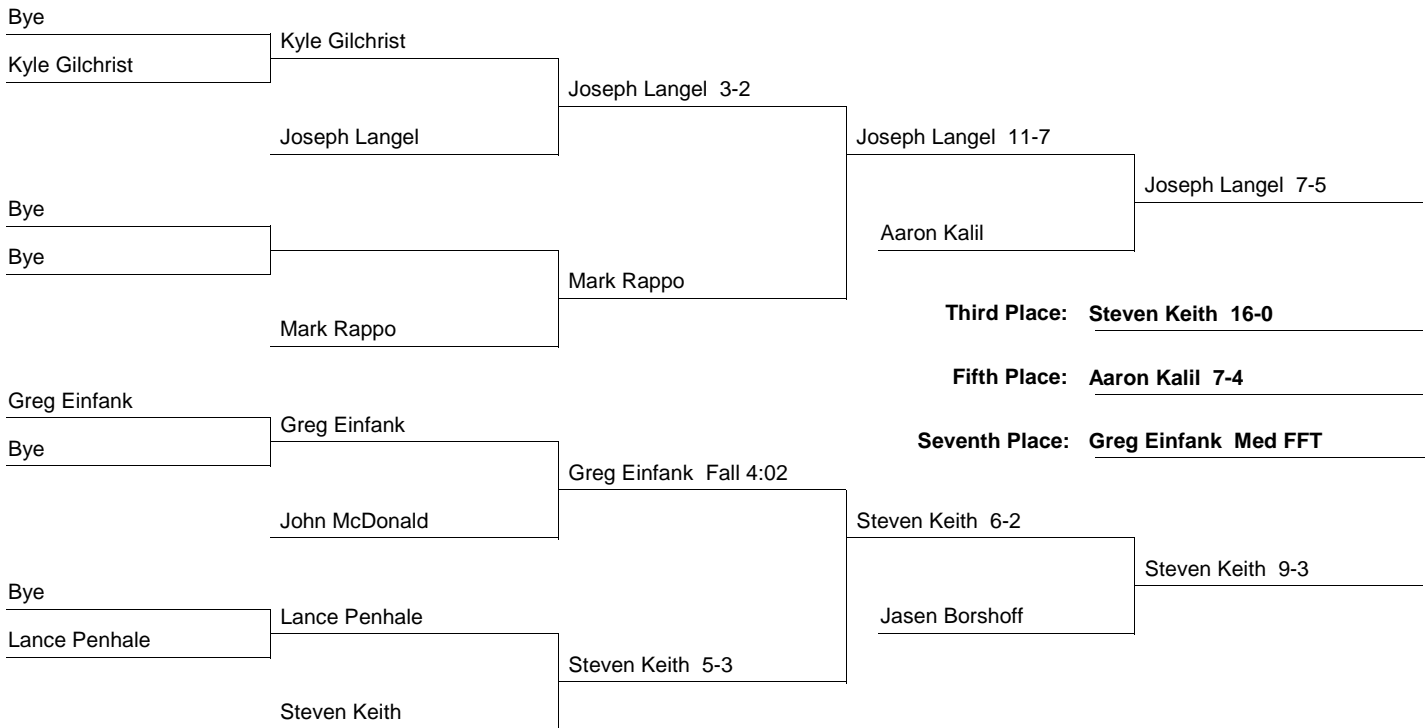 Bye
Kyle Gilchrist
Kyle Gilchrist
Joseph Langel 3-2
Joseph Langel
Joseph Langel 11-7
Joseph Langel 7-5
Bye
Aaron Kalil
Bye
Mark Rappo
Mark Rappo
Third Place: Steven Keith 16-0
Fifth Place: Aaron Kalil 7-4
Seventh Place: Greg Einfank Med FFT
Greg Einfank
Greg Einfank
Bye
Greg Einfank Fall 4:02
John McDonald
Steven Keith 6-2
Steven Keith 9-3
Bye
Lance Penhale
Jasen Borshoff
Lance Penhale
Steven Keith 5-3
Steven Keith